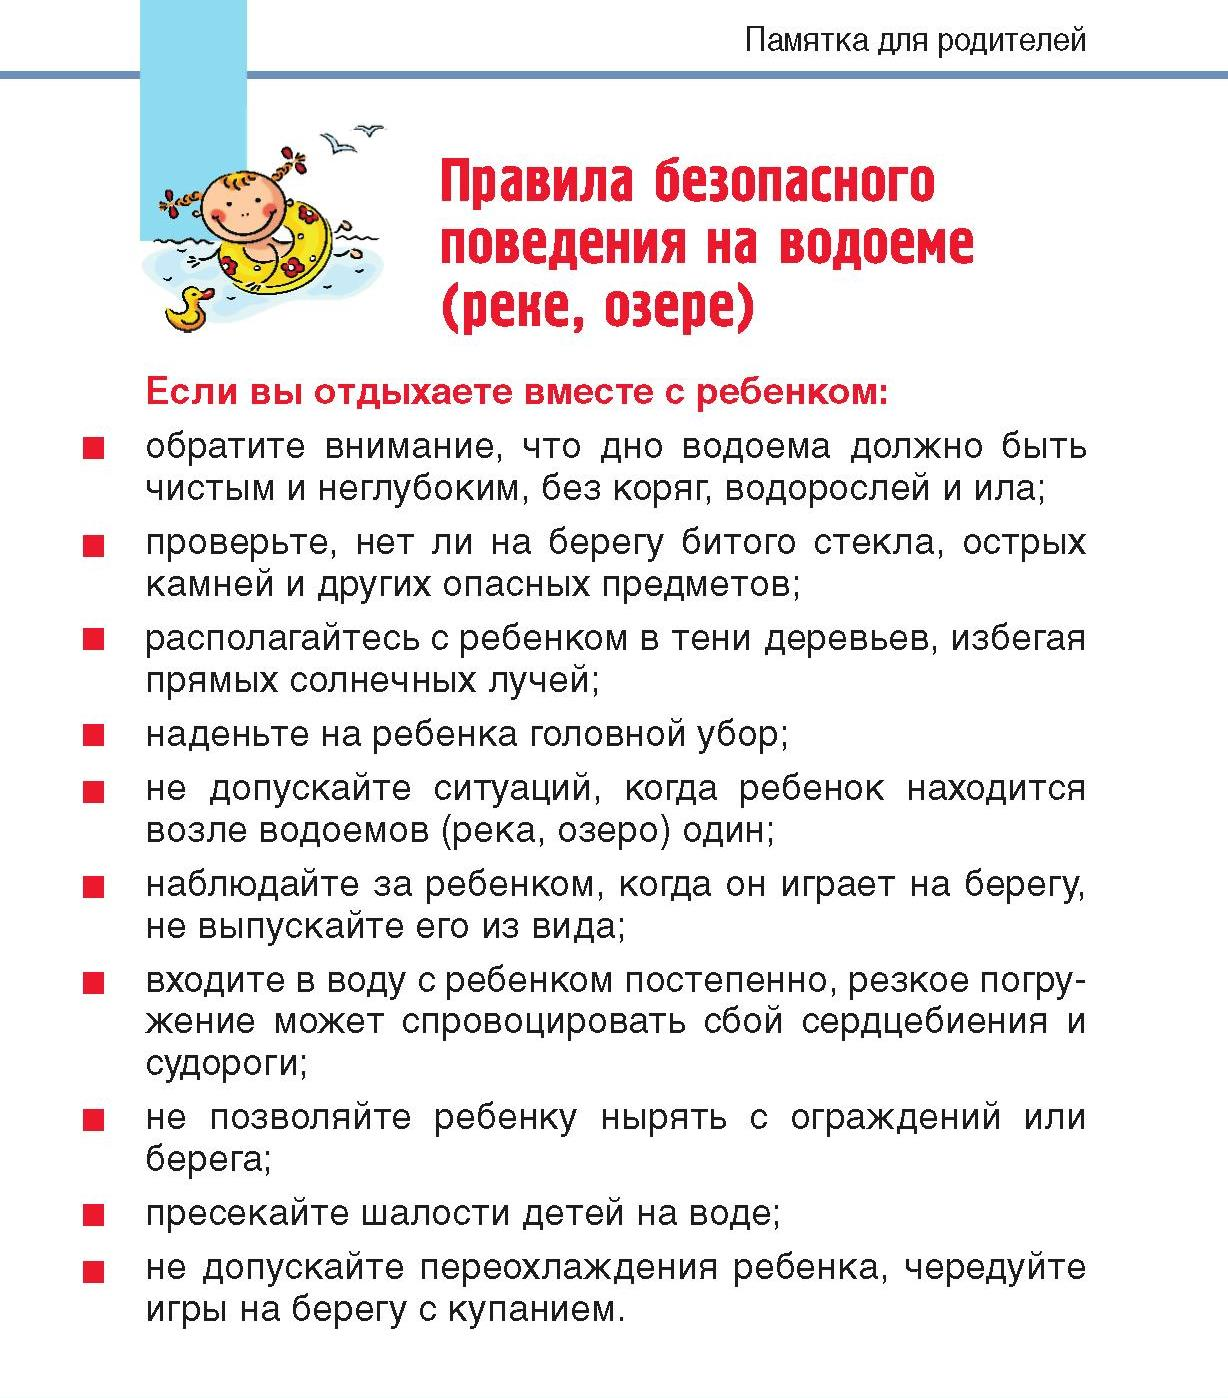 Памятка для родителей
Правила безопасного
поведения на водоеме
(реке, озере)
Если вы отдыхаете вместе с ребенком:
обратите внимание, что дно водоема должно быть
чистым и неглубоким, без коряг, водорослей и ила;
проверьте, нет ли на берегу битого стекла, острых
камней и других опасных предметов;
располагайтесь с ребенком в тени деревьев, избегая
прямых солнечных лучей;
наденьте на ребенка головной убор;
не допускайте ситуаций, когда ребенок находится
возле водоемов (река, озеро) один;
наблюдайте за ребенком, когда он играет на берегу,
не выпускайте его из вида;
входите в воду с ребенком постепенно, резкое погру-
жение может спровоцировать сбой сердцебиения и
судороги;
не позволяйте ребенку нырять с ограждений или
берега;
пресекайте шалости детей на воде;
не допускайте переохлаждения ребенка, чередуйте
игры на берегу с купанием.